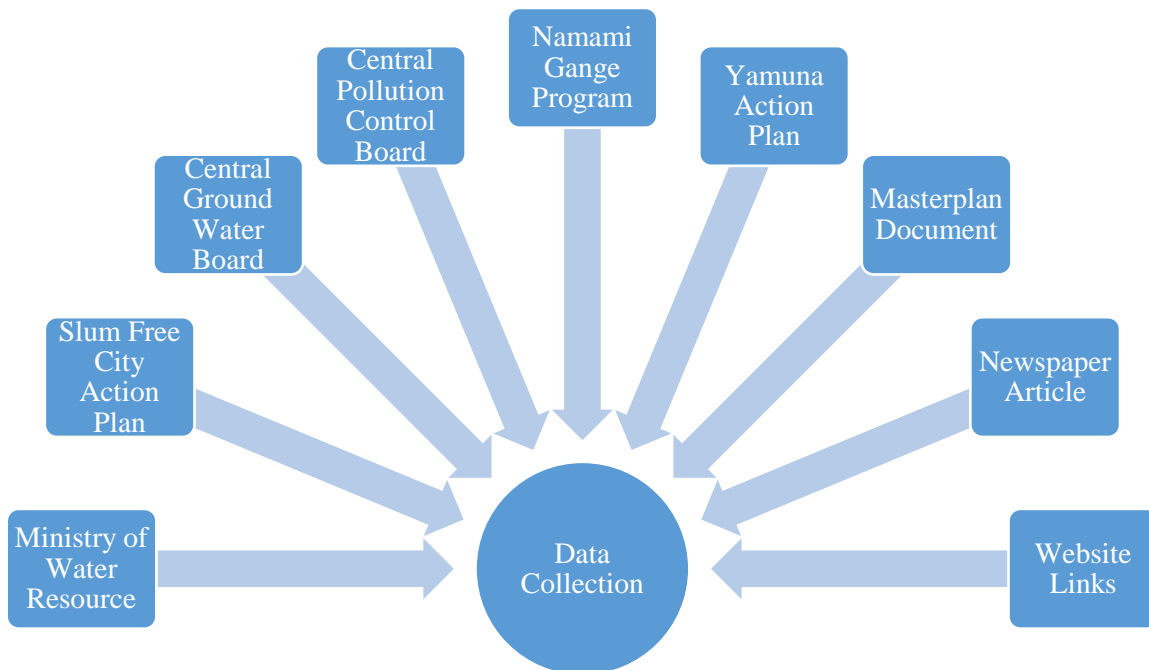 Namami
Gange
Program
Central
Pollution
Control
Board
Yamuna
Action
Plan
Central
Ground
Water
Board
Masterplan
Document
Slum Free
City
Action
Plan
Newspaper
Article
Ministry of
Water
Resource
Data
Collection
Website
Links